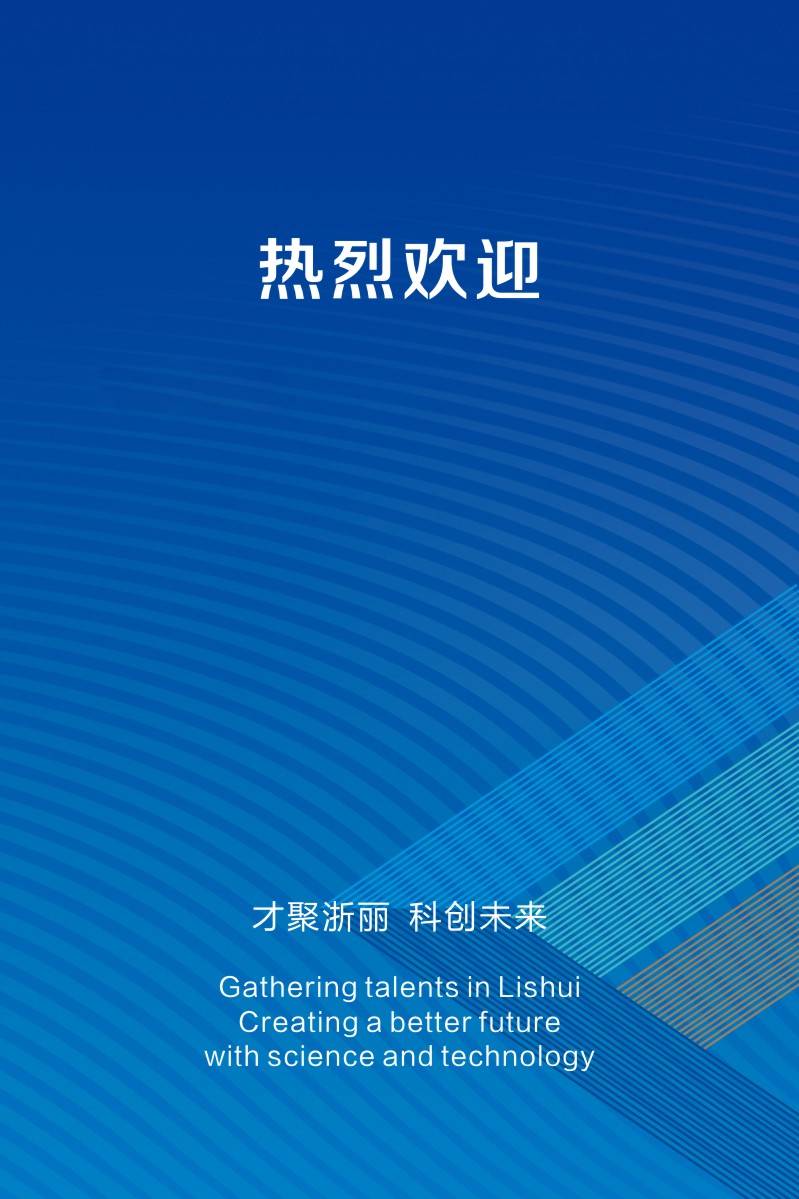 热烈欢迎
才聚浙丽 科创未来
Gathering talents in Lishui
Creating a better future
with science and technology